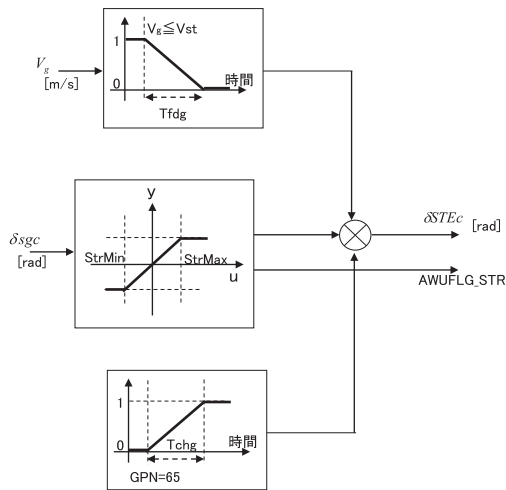 1
Vg≦Vst
Vg
[m/s]
0
時間
Tfdg
y
δsgc
[rad]
StrMin
StrMax
u
δSTEc
[rad]
AWUFLG_STR
1
0
Tchg
時間
GPN=65